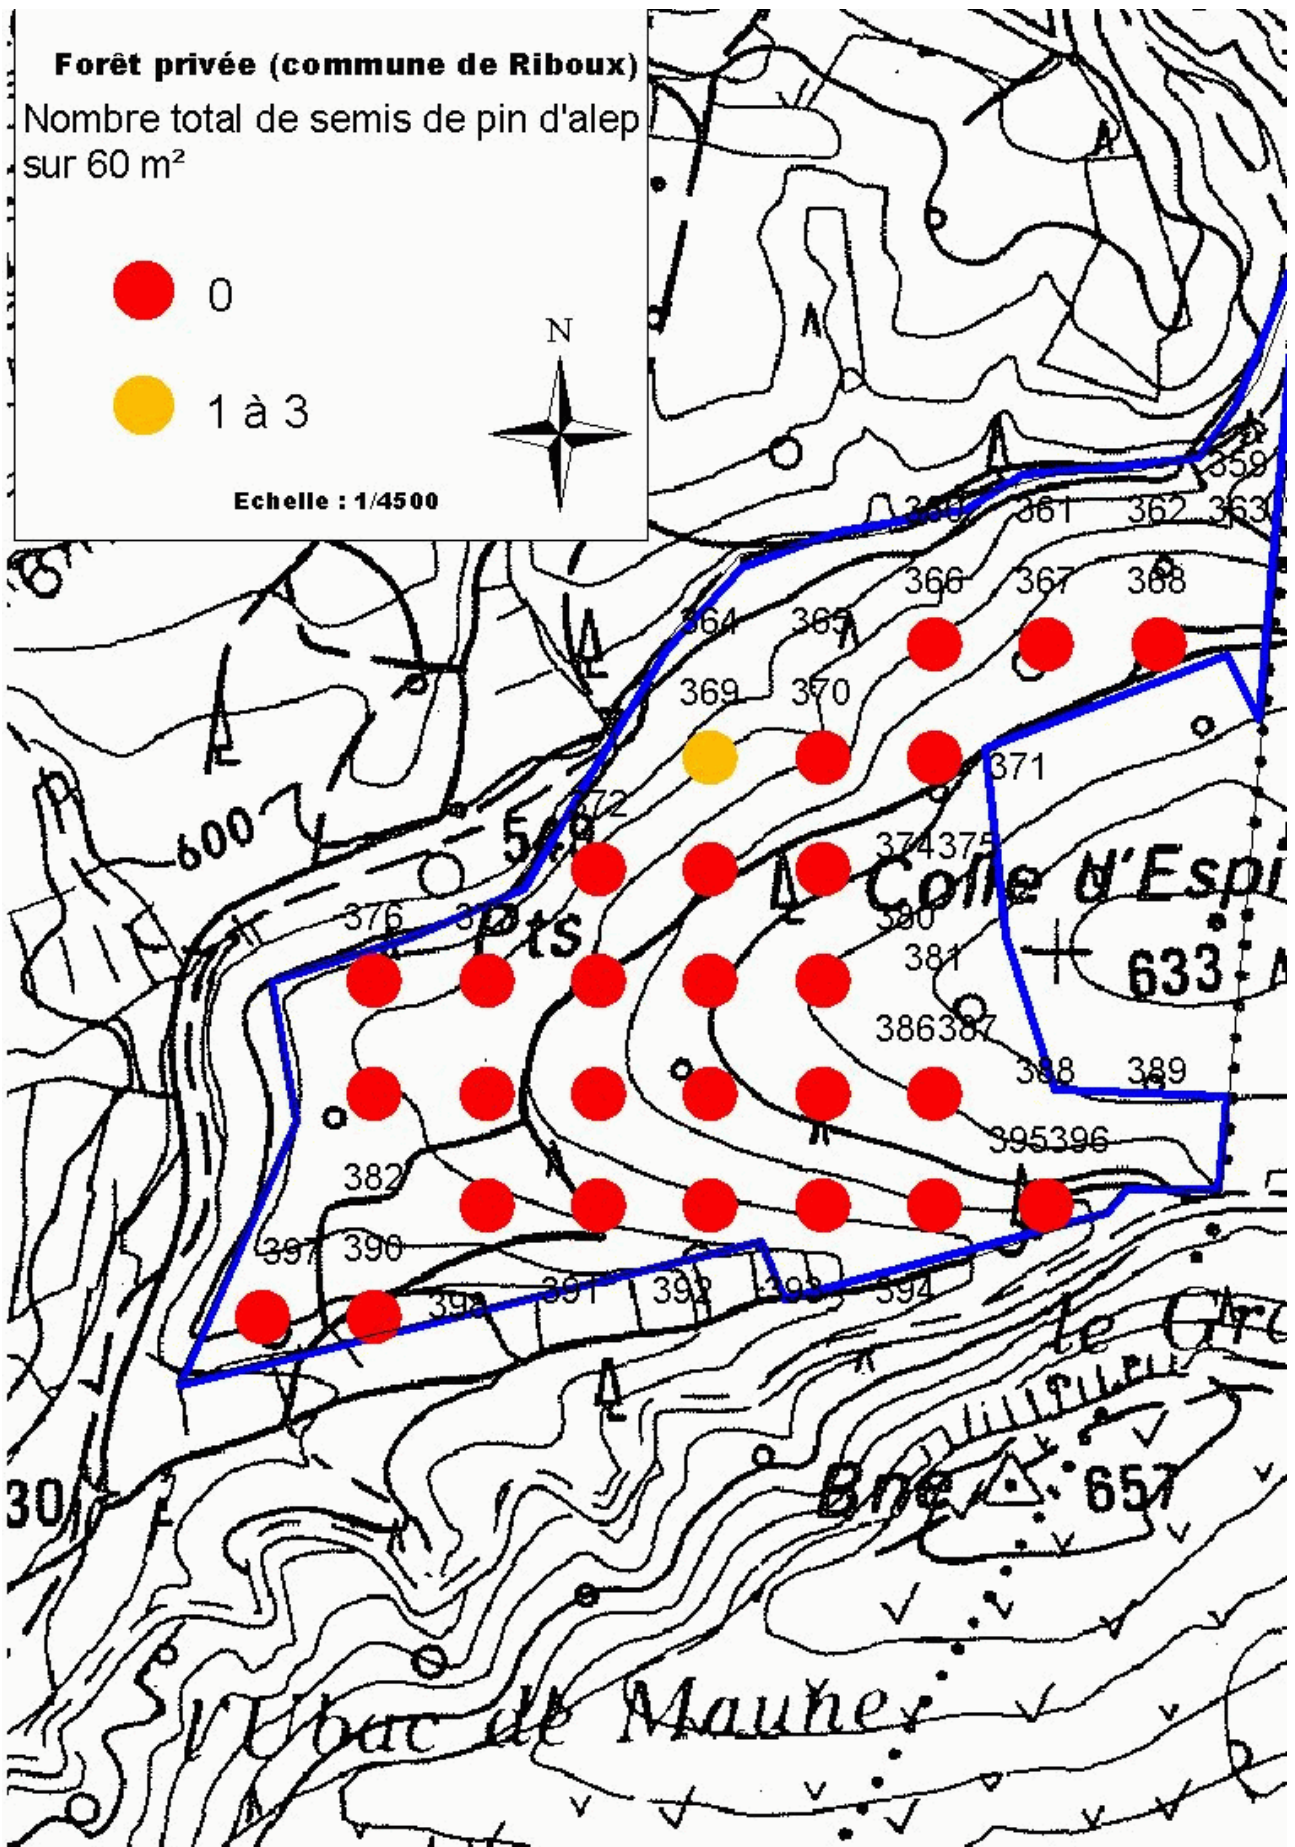 Forêt privée (commune de Riboux)
Nombre total de semis de pin d'alep
sur 60 m²
0
1 à 3
N
Echelle : 1/4500
359
360 361 362 363
366 367 368
364 365
369 370
371
372
600
374375
Colle d'Espi
376
Pts
380
381
633
386387
388 389
395396
382
397 390
398 391 392 393 394
le Gro
Bne 657
30
l'Ubac de Maune